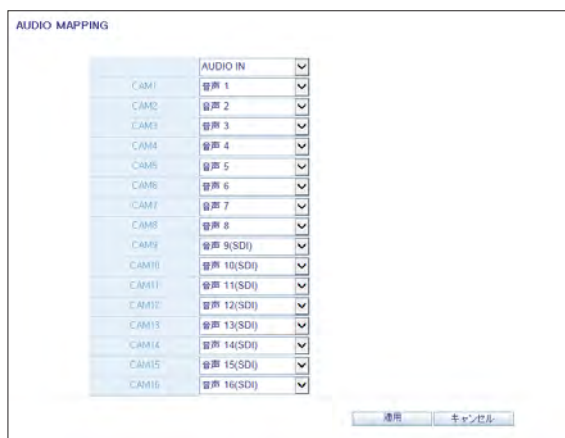 AUDIO MAPPING
AUDIO IN
CAM1 音声 1
CAM2 音声 2
CAM3 音声 3
CAM4 音声 4
CAM5 音声 5
CAM6 音声 6
CAM7 音声 7
CAM8 音声 8
CAM9 音声 9(SDI)
CAM10 音声 10(SDI)
CAM11 音声 11(SDI)
CAM12 音声 12(SDI)
CAM13 音声 13(SDI)
CAM14 音声 14(SDI)
CAM15 音声 15(SDI)
CAM16 音声 16(SDI)
適用 キャンセル